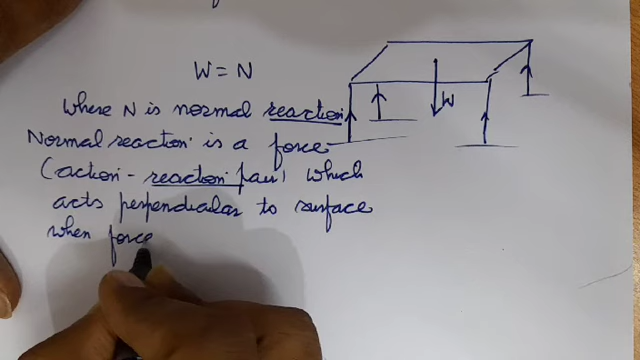 W = N
W
Where N is normal reaction
Normal reaction is a force
(action - reaction pair) which
acts perpendicular to surface
when force